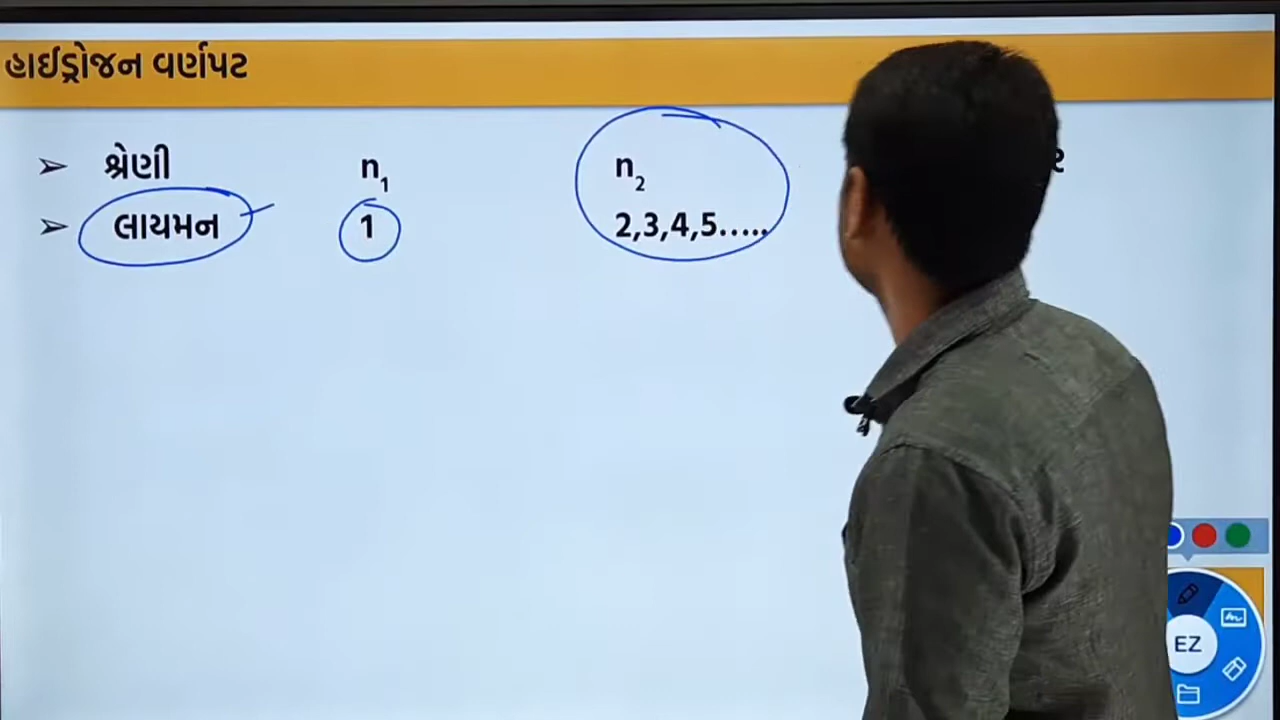 હાઈડ્રોજન વર્ણપટ
➢ શ્રેણી n₁ n₂
➢ લાયમન 1 2,3,4,5.....
EZ